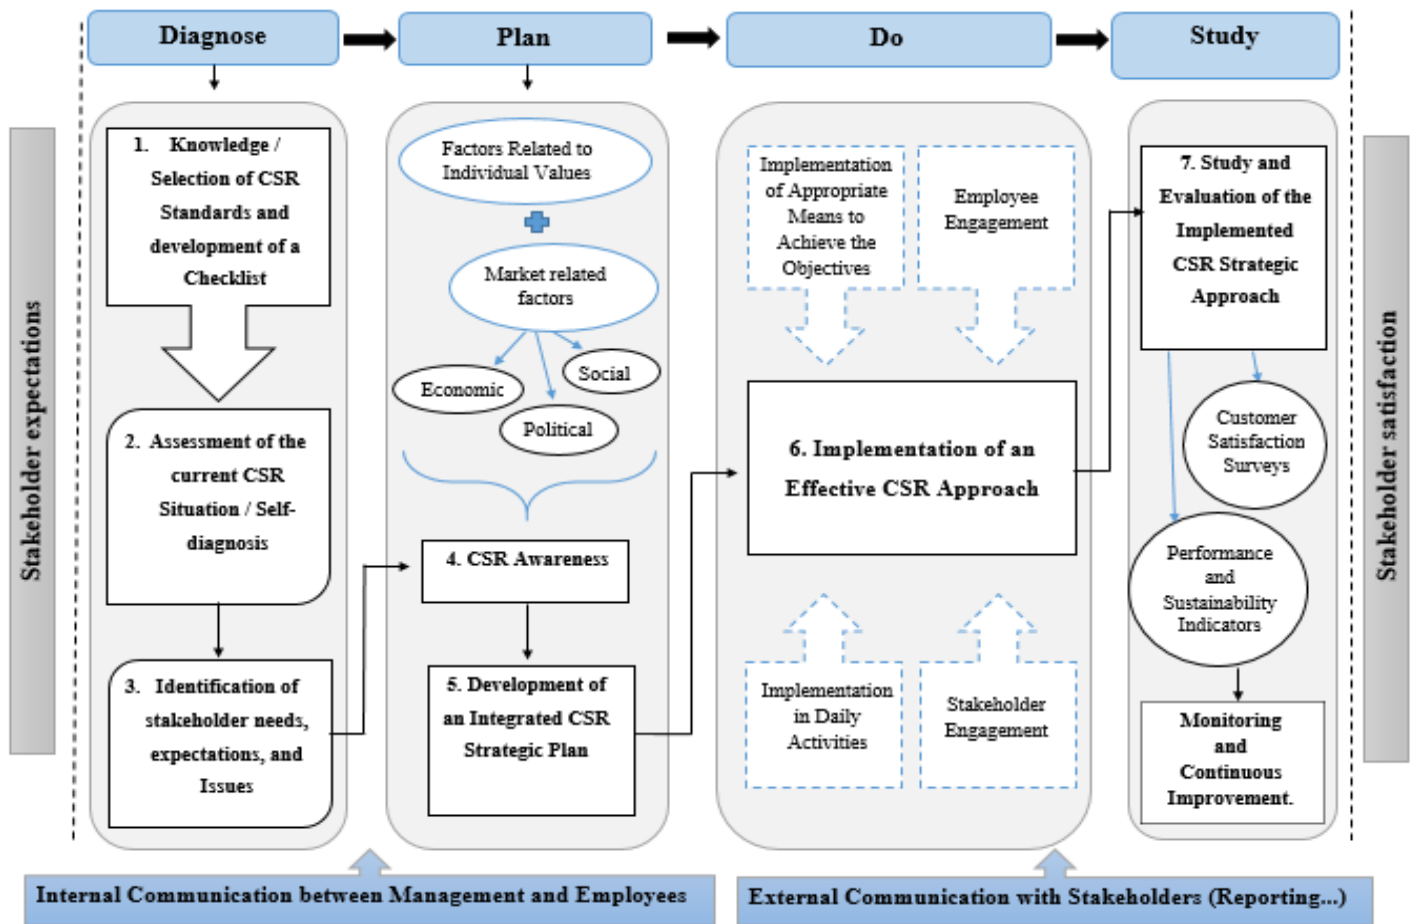 Diagnose
Plan
Do
Study
Stakeholder expectations
1. Knowledge /
Selection of CSR
Standards and
development of a
Checklist
2. Assessment of the
current CSR
Situation / Self-
diagnosis
3. Identification of
stakeholder needs,
expectations, and
Issues
Factors Related to
Individual Values
Market related
factors
Economic
Social
Political
4. CSR Awareness
5. Development of
an Integrated CSR
Strategic Plan
Implementation
of Appropriate
Means to
Achieve the
Objectives
Employee
Engagement
6. Implementation of an
Effective CSR Approach
Implementation
in Daily
Activities
Stakeholder
Engagement
7. Study and
Evaluation of the
Implemented
CSR Strategic
Approach
Customer
Satisfaction
Surveys
Performance
and
Sustainability
Indicators
Monitoring
and
Continuous
Improvement.
Stakeholder satisfaction
Internal Communication between Management and Employees
External Communication with Stakeholders (Reporting...)